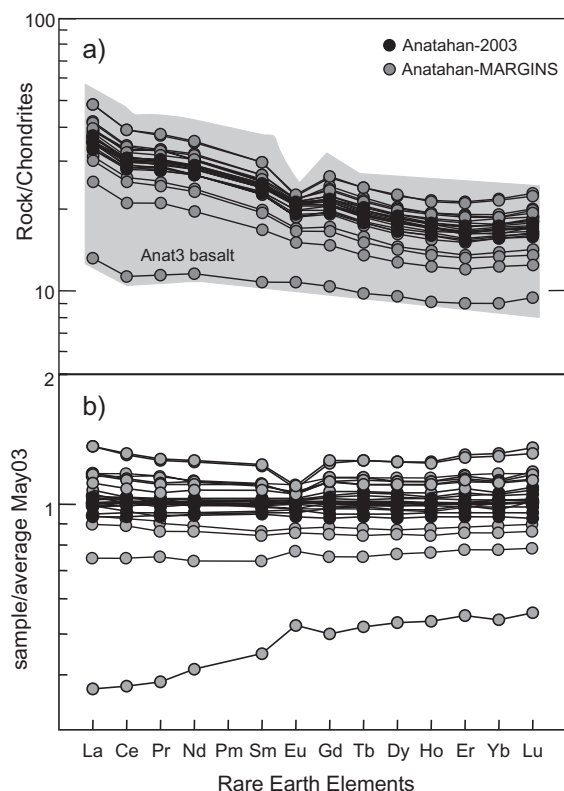 100
a)
Anatahan-2003
Anatahan-MARGINS
Rock/Chondrites
Anat3 basalt
10
2
b)
sample/average May03
1
La Ce Pr Nd Pm Sm Eu Gd Tb Dy Ho Er Yb Lu
Rare Earth Elements